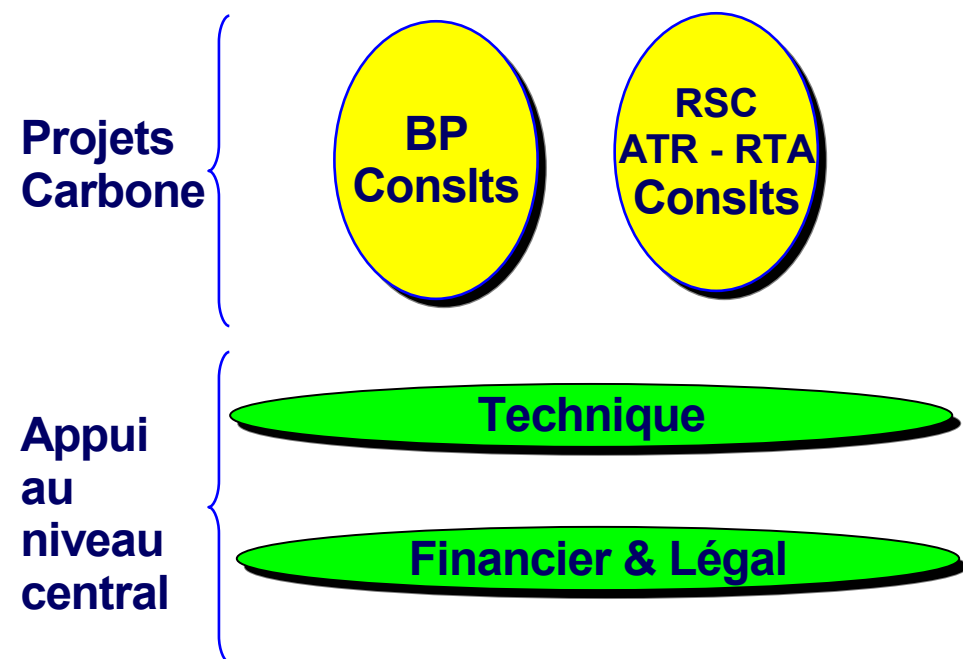 Projets
Carbone
BP
Conslts
RSC
ATR - RTA
Conslts
Appui
au
niveau
central
Technique
Financier & Légal